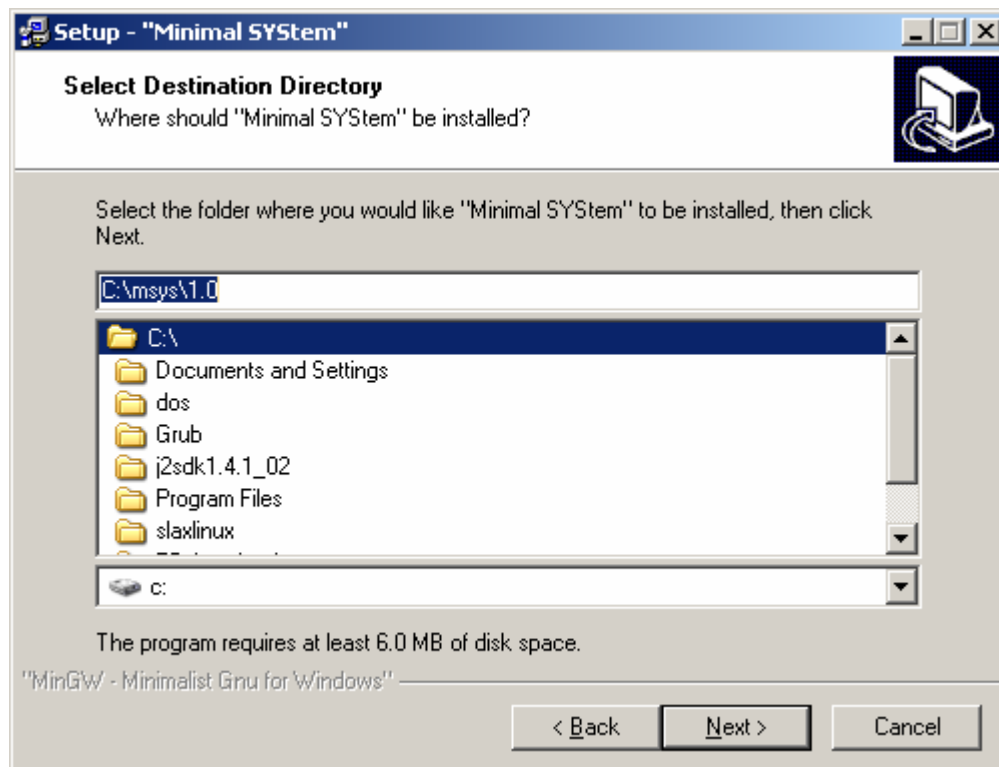 Setup - "Minimal SYStem"
Select Destination Directory
Where should "Minimal SYStem" be installed?
Select the folder where you would like "Minimal SYStem" to be installed, then click
Next.
C:\msys\1.0
C:\
Documents and Settings
dos
Grub
j2sdk1.4.1_02
Program Files
slaxlinux
c:
The program requires at least 6.0 MB of disk space.
"MinGW - Minimalist Gnu for Windows"
< Back Next > Cancel